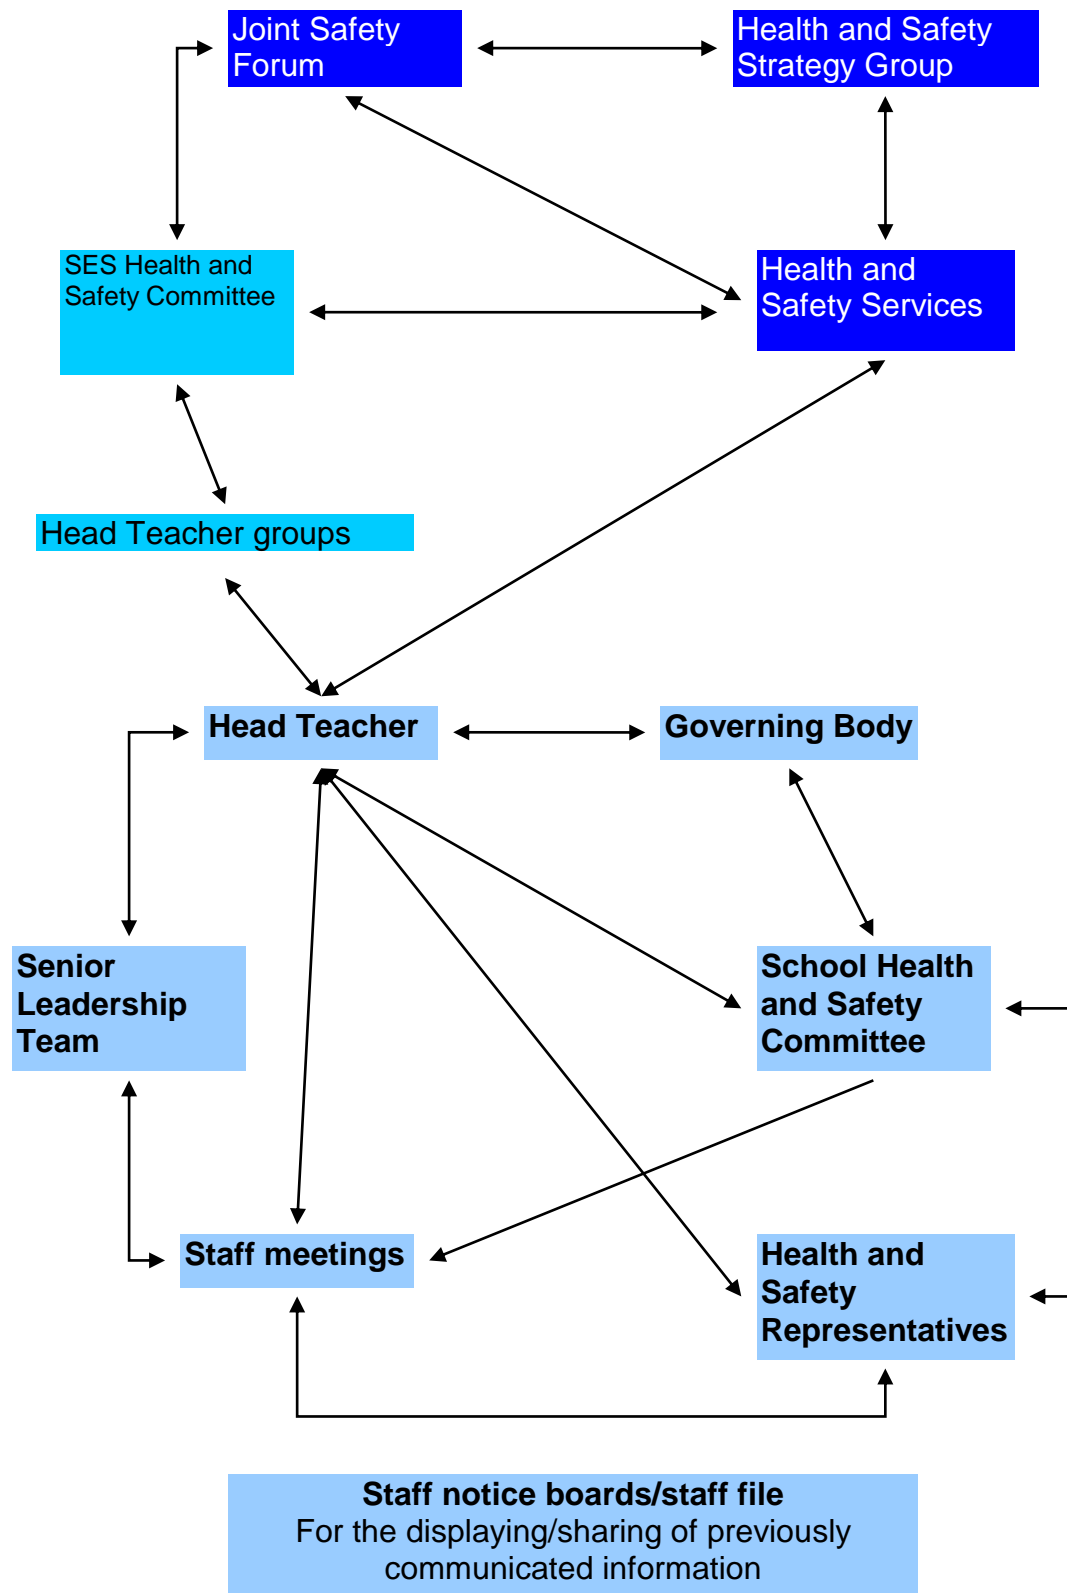 Joint Safety
Forum
Health and Safety
Strategy Group
SES Health and
Safety Committee
Health and
Safety Services
Head Teacher groups
Head Teacher
Governing Body
Senior
Leadership
Team
School Health
and Safety
Committee
Staff meetings
Health and
Safety
Representatives
Staff notice boards/staff file
For the displaying/sharing of previously
communicated information